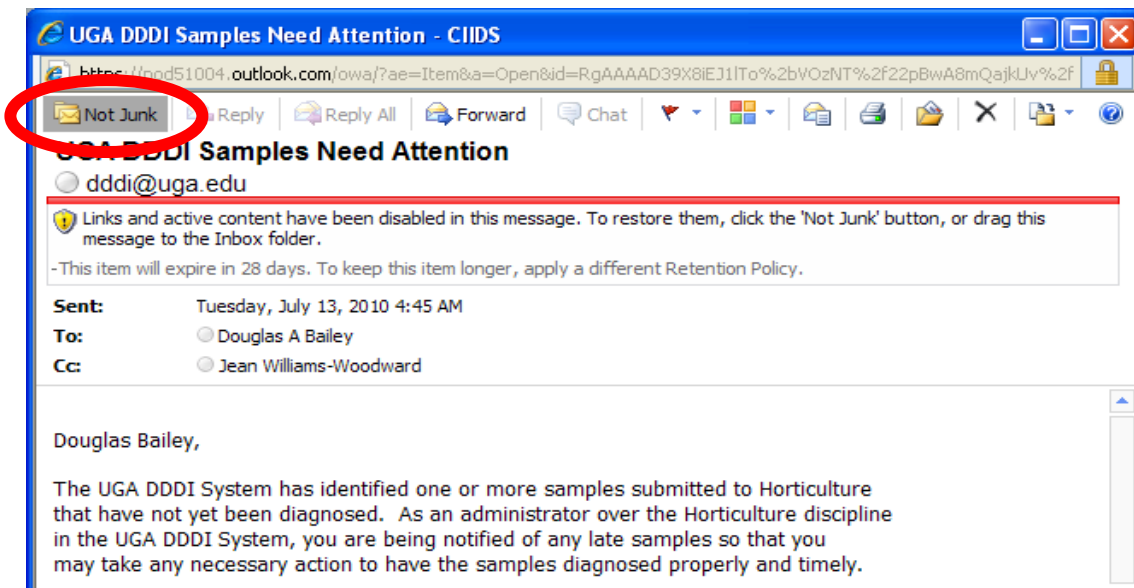 UGA DDDI Samples Need Attention - CIIDS
https://pod51004.outlook.com/owa/?ae=Item&a=Open&id=RgAAAAD39X8iEJ1lTo%2bVOzNT%2f22pBwA8mQajkUv%2f
Not Junk Reply Reply All Forward Chat
UGA DDDI Samples Need Attention
dddi@uga.edu
Links and active content have been disabled in this message. To restore them, click the 'Not Junk' button, or drag this
message to the Inbox folder.
-This item will expire in 28 days. To keep this item longer, apply a different Retention Policy.
Sent: Tuesday, July 13, 2010 4:45 AM
To: Douglas A Bailey
Cc: Jean Williams-Woodward
Douglas Bailey,
The UGA DDDI System has identified one or more samples submitted to Horticulture
that have not yet been diagnosed. As an administrator over the Horticulture discipline
in the UGA DDDI System, you are being notified of any late samples so that you
may take any necessary action to have the samples diagnosed properly and timely.